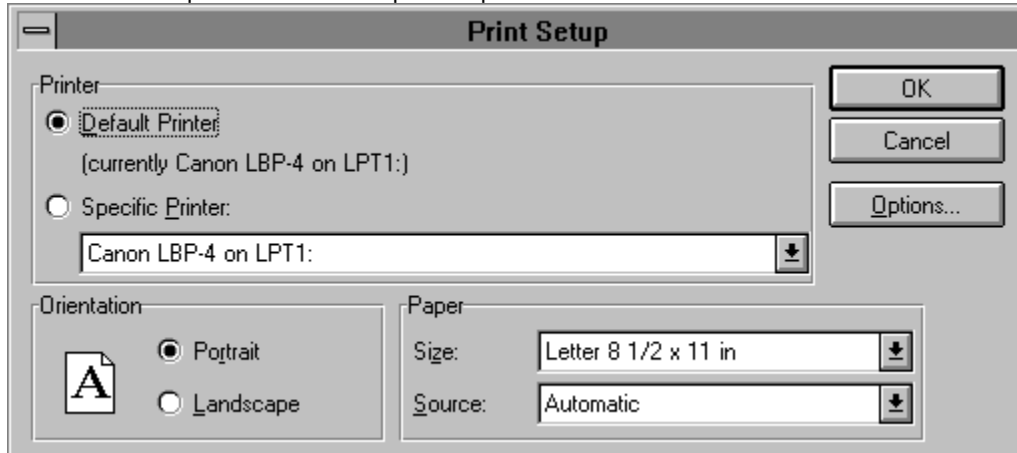 Print Setup
Printer
Default Printer
(currently Canon LBP-4 on LPT1:)
Specific Printer:
Canon LBP-4 on LPT1:
OK
Cancel
Options...
Orientation
A
Portrait
Landscape
Paper
Size:
Letter 8 1/2 x 11 in
Source:
Automatic